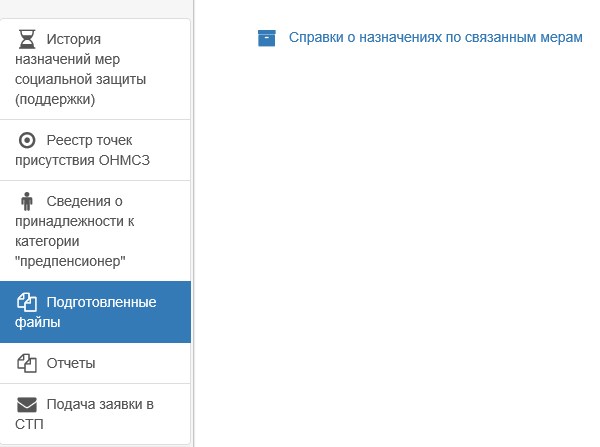 История
назначений мер
социальной защиты
(поддержки)
Реестр точек
присутствия ОНМСЗ
Сведения о
принадлежности к
категории
"предпенсионер"
Подготовленные
файлы
Отчеты
Подача заявки в
СТП
Справки о назначениях по связанным мерам